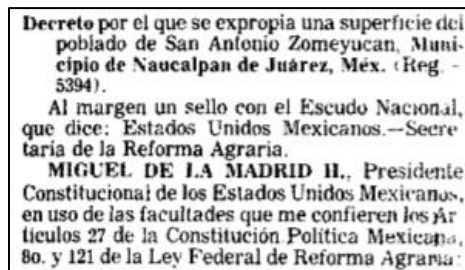 Decreto por el que se expropia una superficie del
poblado de San Antonio Zomeyucan, Muni-
cipio de Naucalpan de Juárez, Méx. (Reg. -
5394).
Al margen un sello con el Escudo Nacional,
que dice: Estados Unidos Mexicanos.—Secre
taría de la Reforma Agraria.
MIGUEL DE LA MADRID H., Presidente
Constitucional de los Estados Unidos Mexicanos,
en uso de las facultades que me confieren los Ar
tículos 27 de la Constitución Política Mexicana,
8o. y 121 de la Ley Federal de Reforma Agraria: